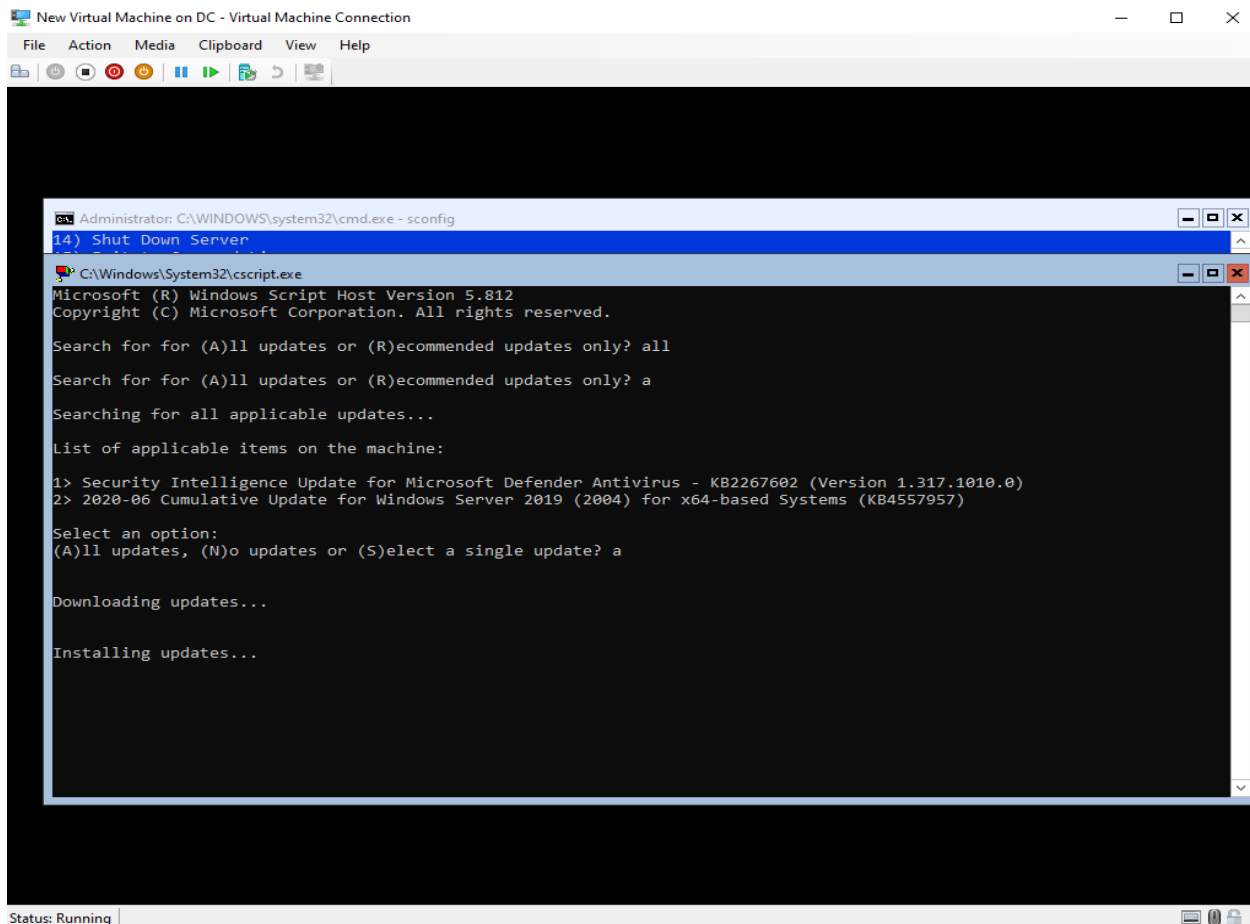 New Virtual Machine on DC - Virtual Machine Connection
File Action Media Clipboard View Help
Administrator: C:\WINDOWS\system32\cmd.exe - sconfig
14) Shut Down Server
C:\Windows\System32\cscript.exe
Microsoft (R) Windows Script Host Version 5.812
Copyright (C) Microsoft Corporation. All rights reserved.
Search for for (A)ll updates or (R)ecommended updates only? all
Search for for (A)ll updates or (R)ecommended updates only? a
Searching for all applicable updates...
List of applicable items on the machine:
1> Security Intelligence Update for Microsoft Defender Antivirus - KB2267602 (Version 1.317.1010.0)
2> 2020-06 Cumulative Update for Windows Server 2019 (2004) for x64-based Systems (KB4557957)
Select an option:
(A)ll updates, (N)o updates or (S)elect a single update? a
Downloading updates...
Installing updates...
Status: Running